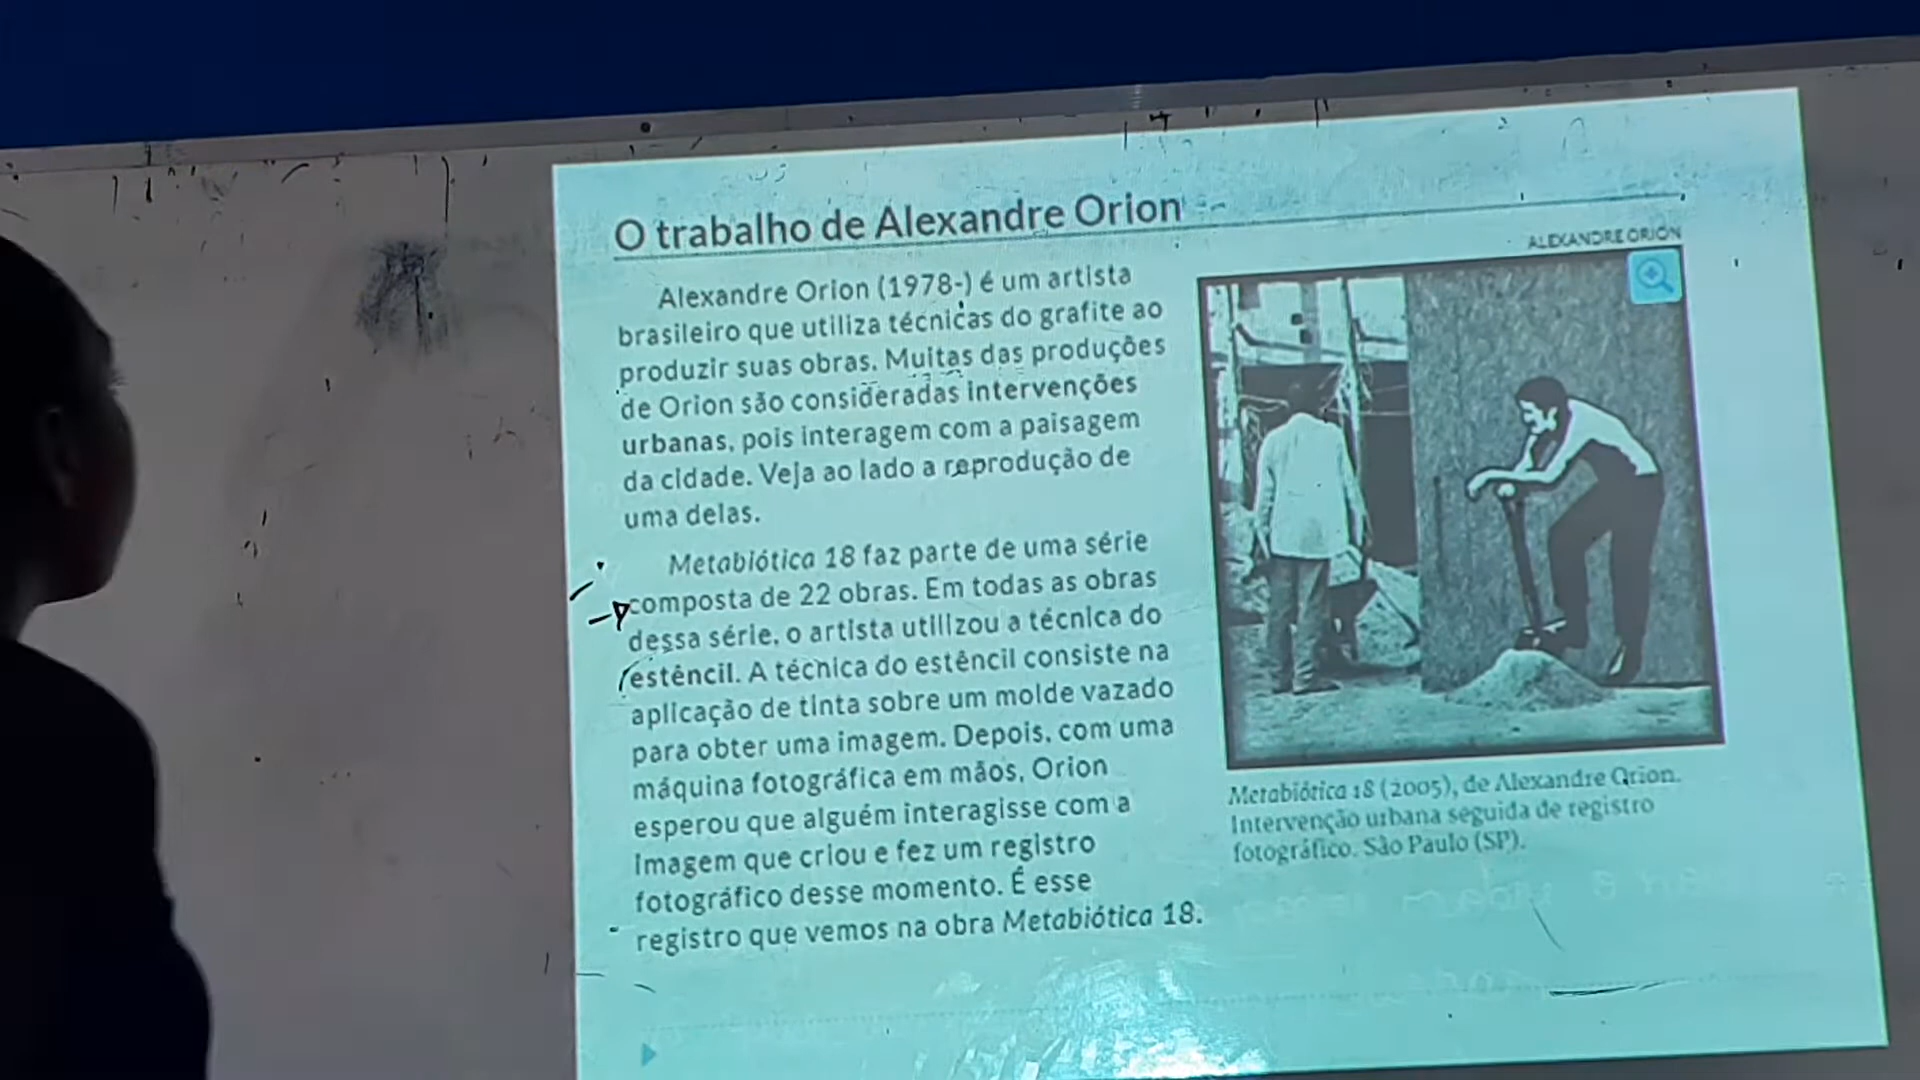 O trabalho de Alexandre Orion
Alexandre Orion (1978-) é um artista
brasileiro que utiliza técnicas do grafite ao
produzir suas obras. Muitas das produções
de Orion são consideradas intervenções
urbanas, pois interagem com a paisagem
da cidade. Veja ao lado a reprodução de
uma delas.
Metabiótica 18 faz parte de uma série
composta de 22 obras. Em todas as obras
dessa série, o artista utilizou a técnica do
estêncil. A técnica do estêncil consiste na
aplicação de tinta sobre um molde vazado
para obter uma imagem. Depois, com uma
máquina fotográfica em mãos, Orion
esperou que alguém interagisse com a
imagem que criou e fez um registro
fotográfico desse momento. É esse
registro que vemos na obra Metabiótica 18.
ALEXANDRE ORION
Metabiótica 18 (2005), de Alexandre Orion.
Intervenção urbana seguida de registro
fotográfico. São Paulo (SP).